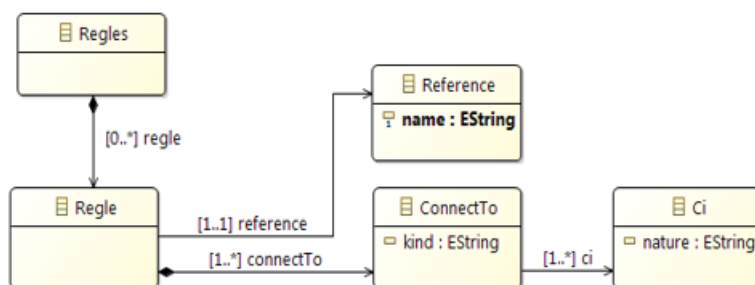 Regles
[0..*] regle
Reference
name : EString
Regle
[1..1] reference
[1..*] connectTo
ConnectTo
kind : EString
[1..*] ci
Ci
nature : EString